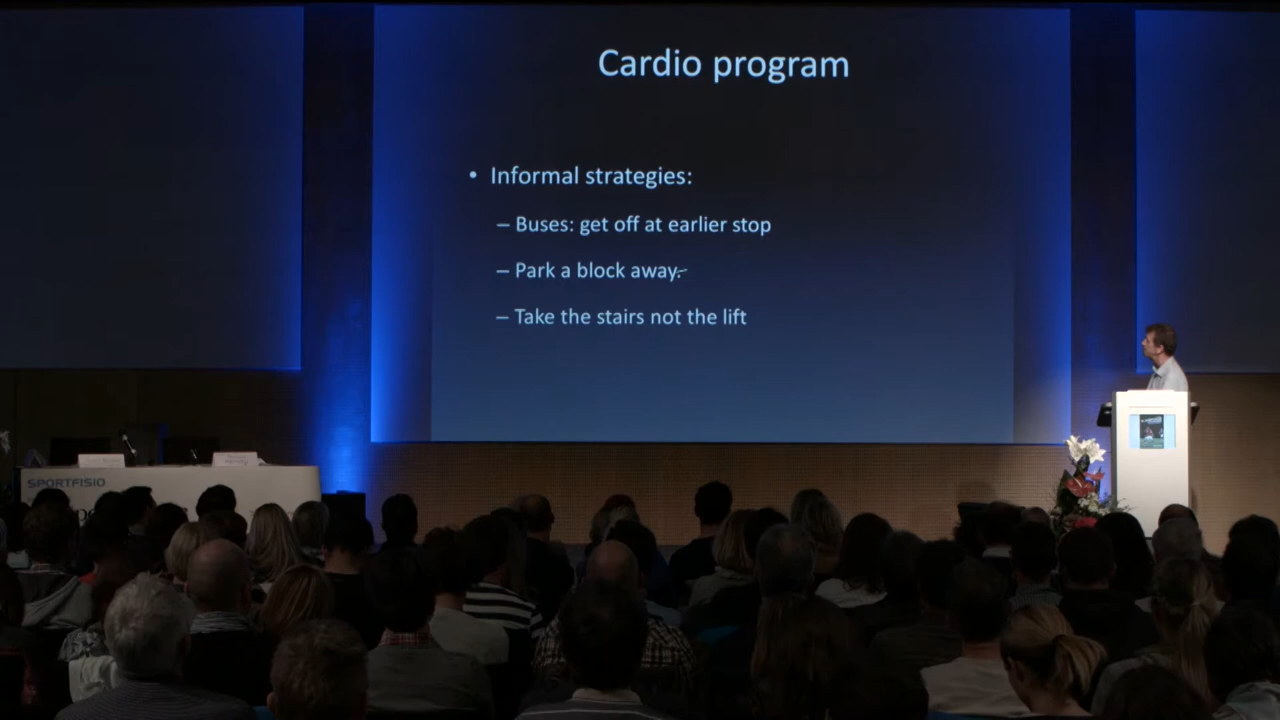 Cardio program
• Informal strategies:
– Buses: get off at earlier stop
– Park a block away.
– Take the stairs not the lift
SPORTFISIO